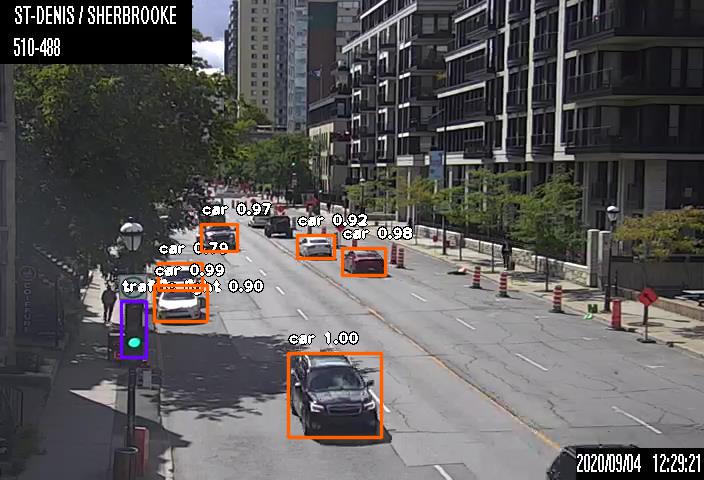 ST-DENIS / SHERBROOKE
510-488
car 0.97
car 0.92
car 0.98
car 0.79
car 0.99
traffic light 0.90
car 1.00
2020/09/04 12:29:21